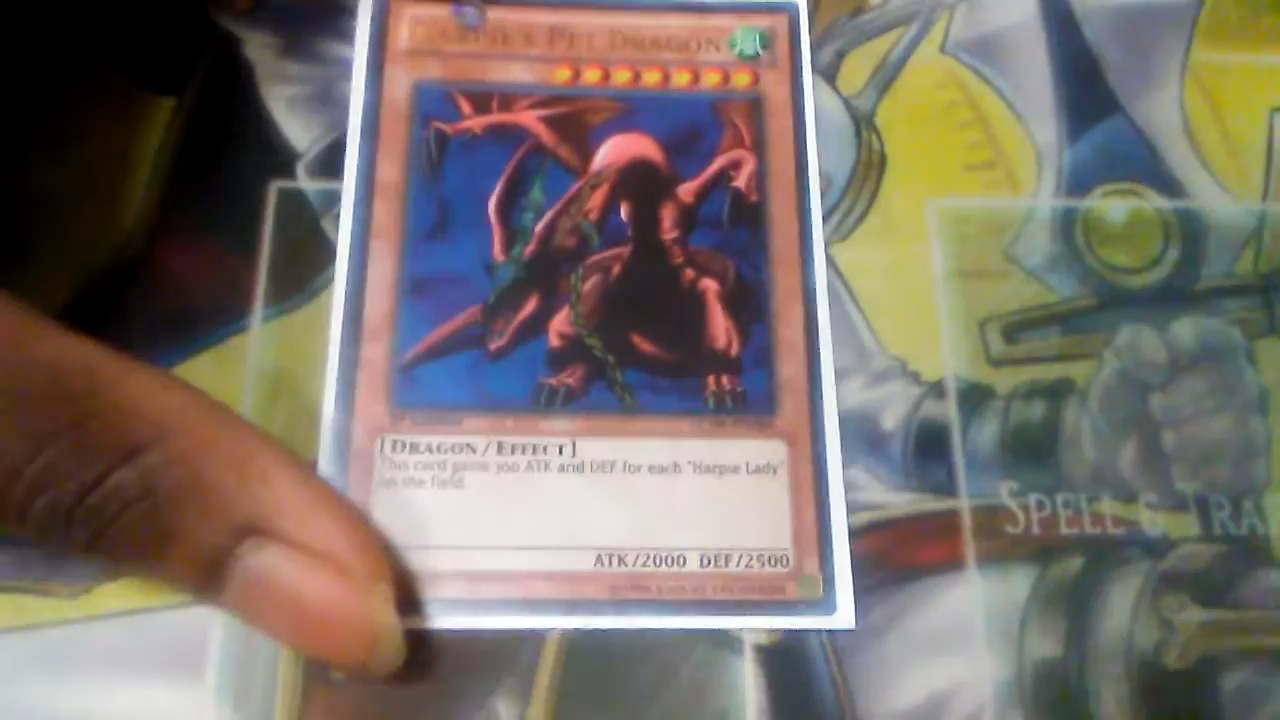 Harpie's Pet Dragon
[Dragon/Effect]
This card gains 300 ATK and DEF for each "Harpie Lady"
on the field.
ATK/2000 DEF/2500
Spell & Tra